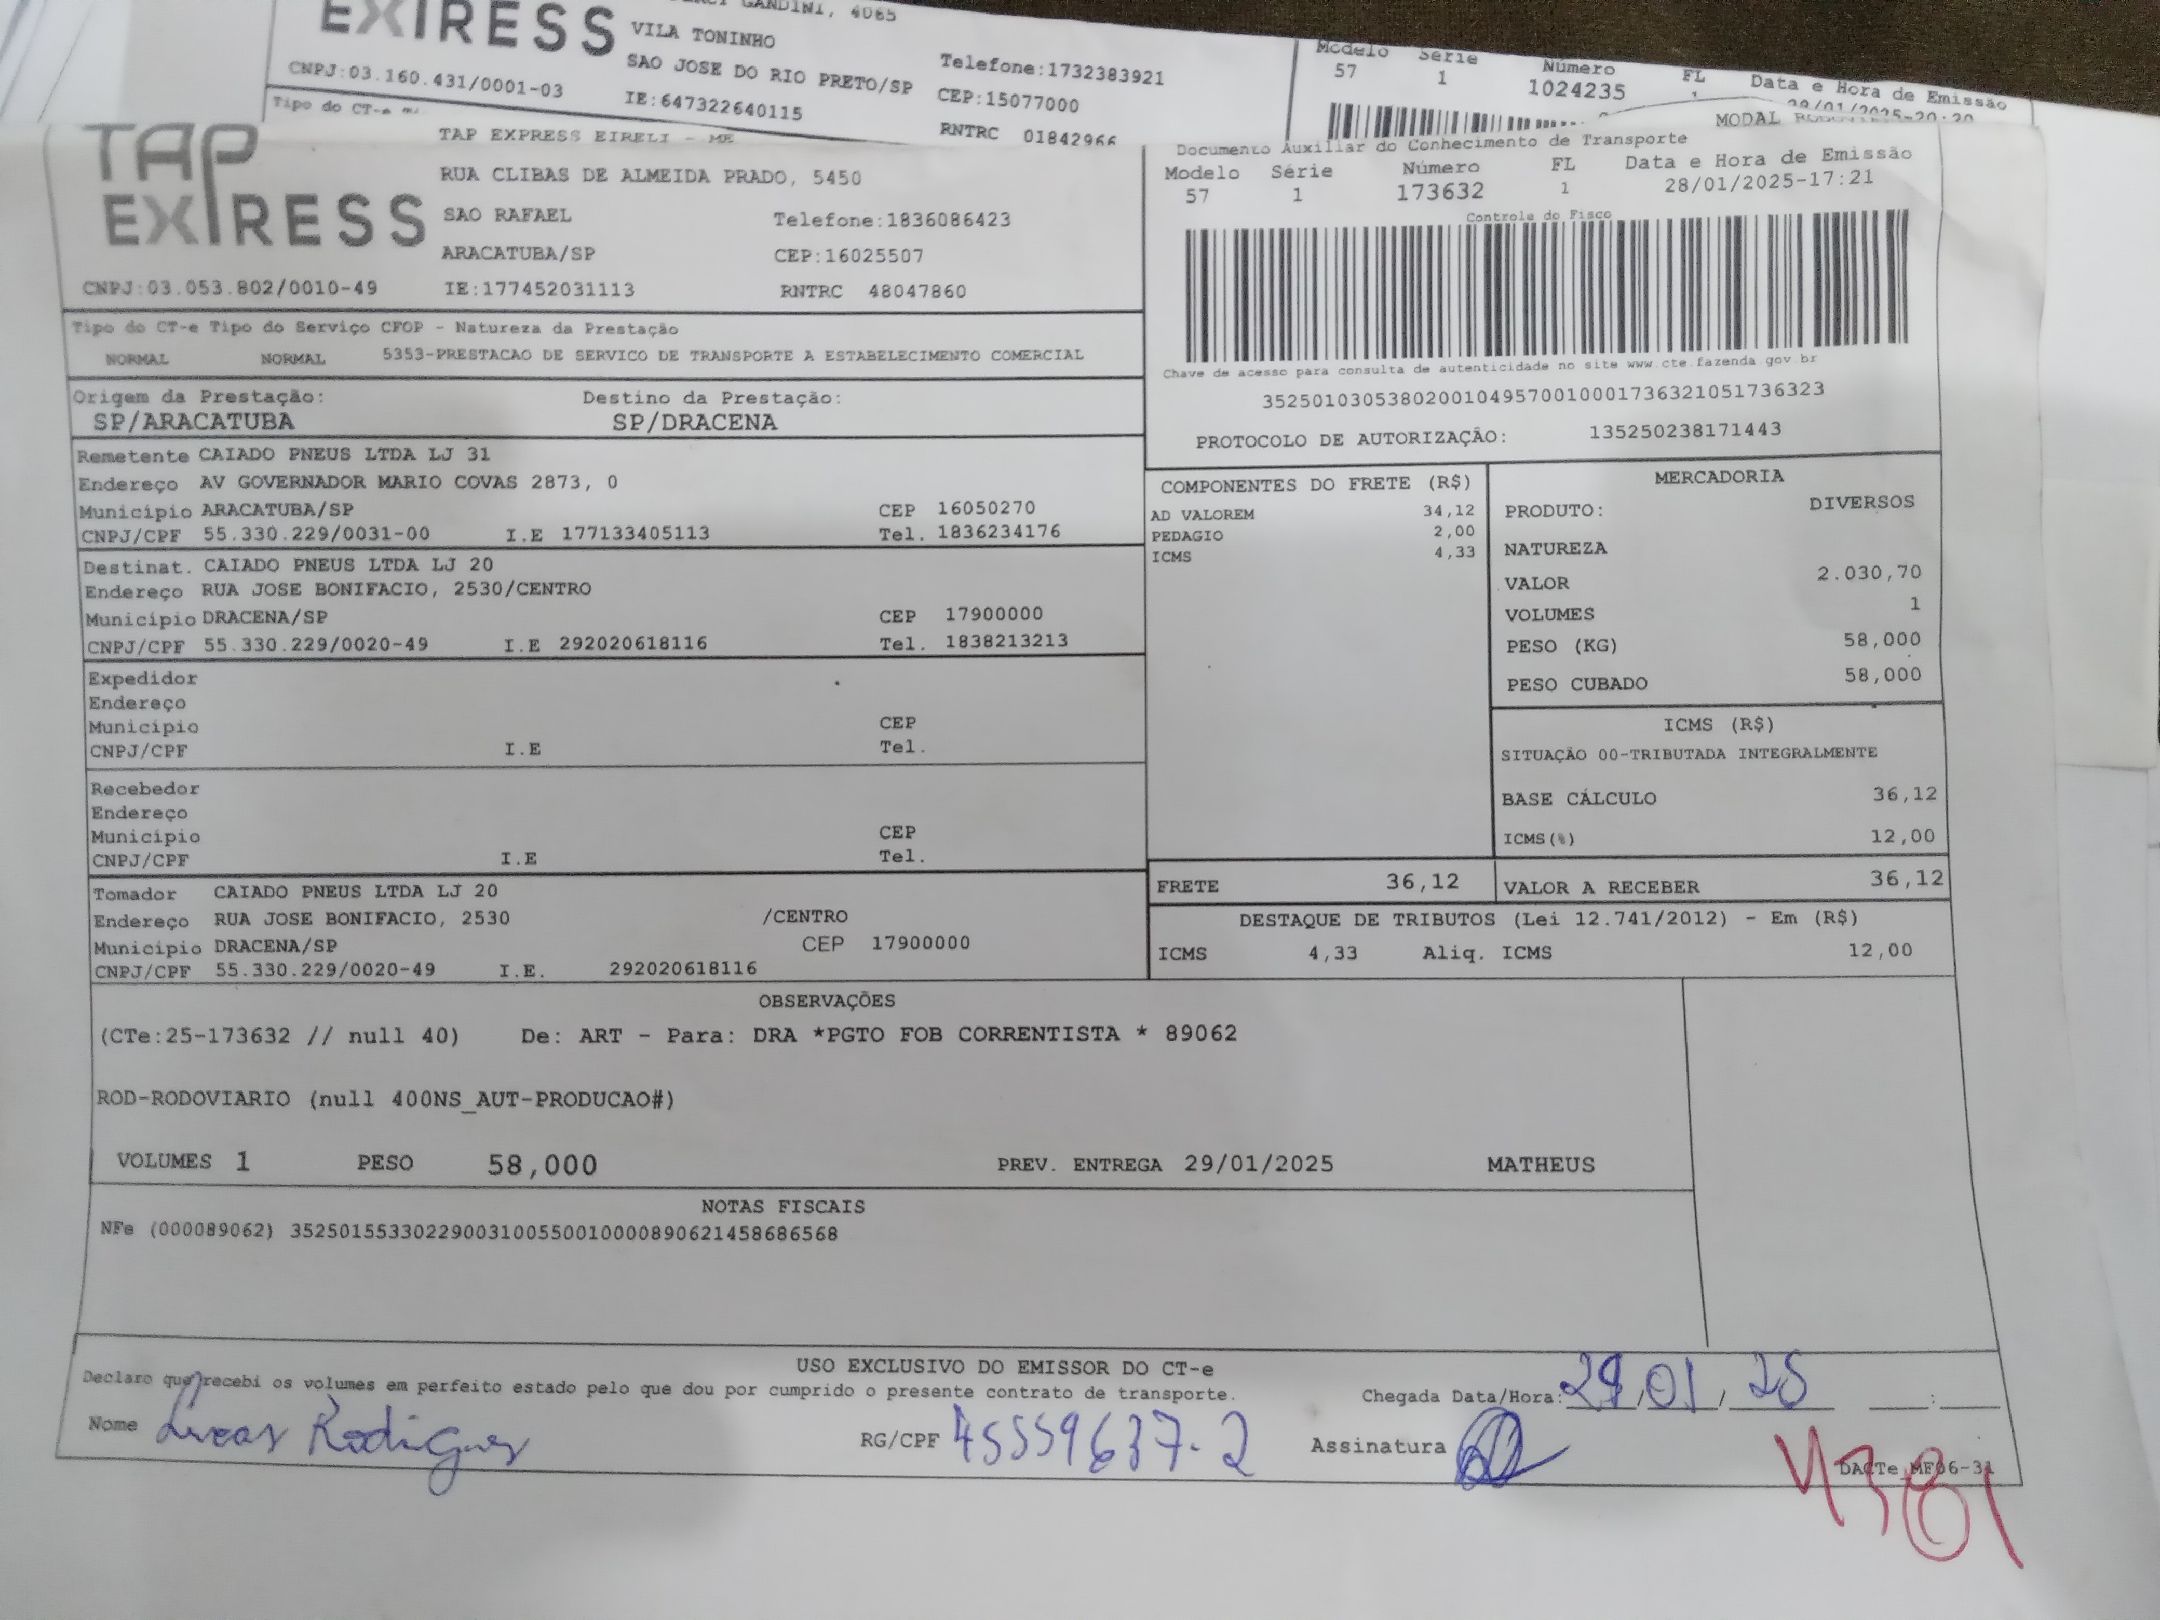 EXPRESS
GANDINI, 4065
VILA TONINHO
SAO JOSE DO RIO PRETO/SP
Telefone:1732383921
CNPJ:03.160.431/0001-03
IE:647322640115
CEP:15077000
RNTRC 01842966
Tipo do CT-e
Modelo Série Número FL Data e Hora de Emissão
57 1 1024235
MODAL
TAP EXPRESS
TAP EXPRESS EIRELI - ME
RUA CLIBAS DE ALMEIDA PRADO, 5450
SAO RAFAEL Telefone:1836086423
ARACATUBA/SP CEP:16025507
CNPJ:03.053.802/0010-49 IE:177452031113 RNTRC 48047860
Documento Auxiliar do Conhecimento de Transporte
Modelo Série Número FL Data e Hora de Emissão
57 1 173632 1 28/01/2025-17:21
Controle do Fisco
Chave de acesso para consulta de autenticidade no site www.cte.fazenda.gov.br
35250103053802001049570010001736321051736323
PROTOCOLO DE AUTORIZAÇÃO: 135250238171443
Tipo do CT-e Tipo do Serviço CFOP - Natureza da Prestação
NORMAL NORMAL 5353-PRESTACAO DE SERVICO DE TRANSPORTE A ESTABELECIMENTO COMERCIAL
Origem da Prestação: Destino da Prestação:
SP/ARACATUBA SP/DRACENA
Remetente CAIADO PNEUS LTDA LJ 31
Endereço AV GOVERNADOR MARIO COVAS 2873, 0
Município ARACATUBA/SP CEP 16050270
CNPJ/CPF 55.330.229/0031-00 I.E 177133405113 Tel. 1836234176
Destinat. CAIADO PNEUS LTDA LJ 20
Endereço RUA JOSE BONIFACIO, 2530/CENTRO
Município DRACENA/SP CEP 17900000
CNPJ/CPF 55.330.229/0020-49 I.E 292020618116 Tel. 1838213213
Expedidor
Endereço
Município CEP
CNPJ/CPF I.E Tel.
Recebedor
Endereço
Município CEP
CNPJ/CPF I.E Tel.
Tomador CAIADO PNEUS LTDA LJ 20
Endereço RUA JOSE BONIFACIO, 2530 /CENTRO
Município DRACENA/SP CEP 17900000
CNPJ/CPF 55.330.229/0020-49 I.E. 292020618116
COMPONENTES DO FRETE (R$)
AD VALOREM 34,12
PEDAGIO 2,00
ICMS 4,33
MERCADORIA
PRODUTO: DIVERSOS
NATUREZA
VALOR 2.030,70
VOLUMES 1
PESO (KG) 58,000
PESO CUBADO 58,000
ICMS (R$)
SITUAÇÃO 00-TRIBUTADA INTEGRALMENTE
BASE CÁLCULO 36,12
ICMS(%) 12,00
FRETE 36,12 VALOR A RECEBER 36,12
DESTAQUE DE TRIBUTOS (Lei 12.741/2012) - Em (R$)
ICMS 4,33 Aliq. ICMS 12,00
OBSERVAÇÕES
(CTe:25-173632 // null 40) De: ART - Para: DRA *PGTO FOB CORRENTISTA * 89062
ROD-RODOVIARIO (null 400NS_AUT-PRODUCAO#)
VOLUMES 1 PESO 58,000 PREV. ENTREGA 29/01/2025 MATHEUS
NOTAS FISCAIS
NFe (000089062) 35250155330229003100550010000890621458686568
USO EXCLUSIVO DO EMISSOR DO CT-e
Declaro que recebi os volumes em perfeito estado pelo que dou por cumprido o presente contrato de transporte.
Chegada Data/Hora: 29/01/25 :
Nome Lucas Rodrigues RG/CPF 45559637-2 Assinatura
DACTe_MF06-31